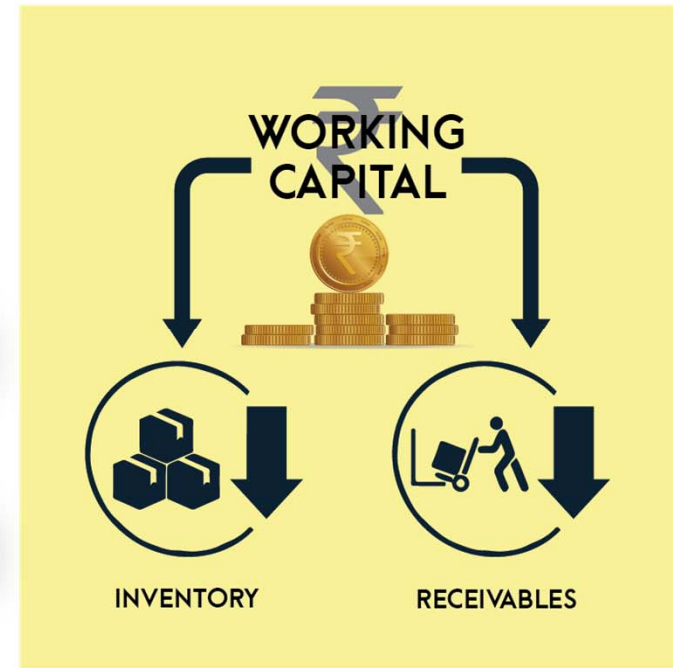 ₹
WORKING
CAPITAL
₹
INVENTORY
RECEIVABLES